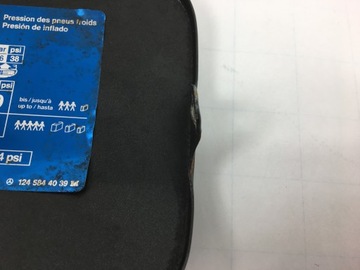 Pression des pneus froids
Presión de inflado
psi
38
psi
bis / jusqu'à
up to / hasta
4 psi
124 584 40 39